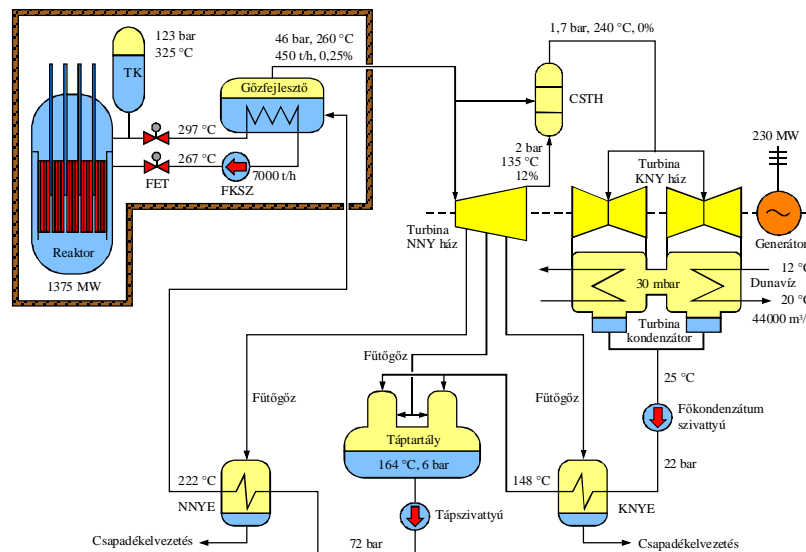 123 bar
325 °C
TK
46 bar, 260 °C
450 t/h, 0,25%
Gőzfejlesztő
297 °C
267 °C
FET
FKSZ
7000 t/h
Reaktor
1375 MW
1,7 bar, 240 °C, 0%
CSTH
2 bar
135 °C
12%
Turbina
NNY ház
Turbina
KNY ház
230 MW
Generátor
30 mbar
12 °C
Dunavíz
20 °C
44000 m³/
Turbina
kondenzátor
25 °C
Főkondenzátum
szivattyú
22 bar
Fűtőgőz
Fűtőgőz
Fűtőgőz
Táptartály
164 °C, 6 bar
222 °C
NNYE
148 °C
KNYE
Tápszivattyú
72 bar
Csapadékelvezetés
Csapadékelvezetés